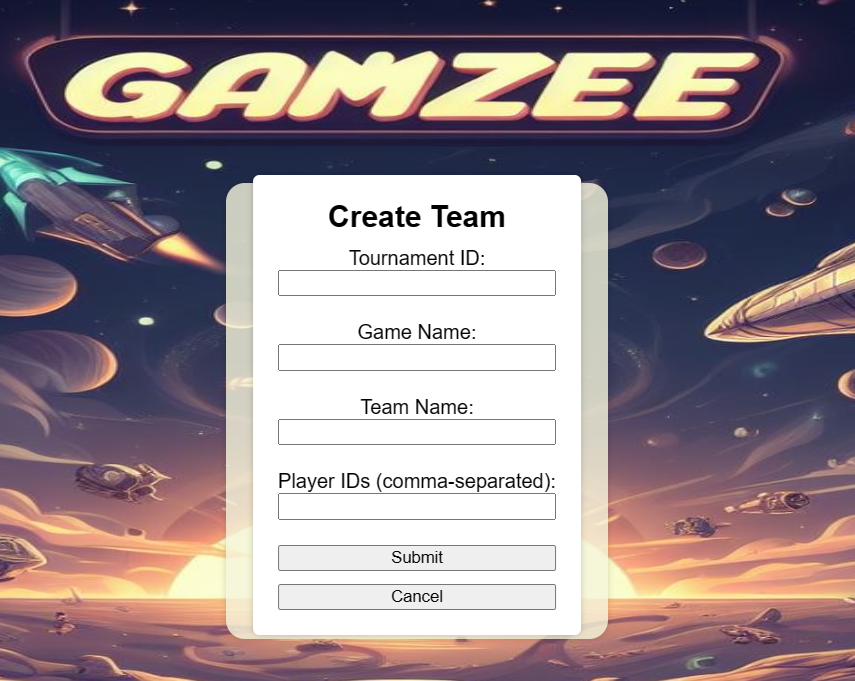 GAMZEE
Create Team
Tournament ID:
Game Name:
Team Name:
Player IDs (comma-separated):
Submit
Cancel